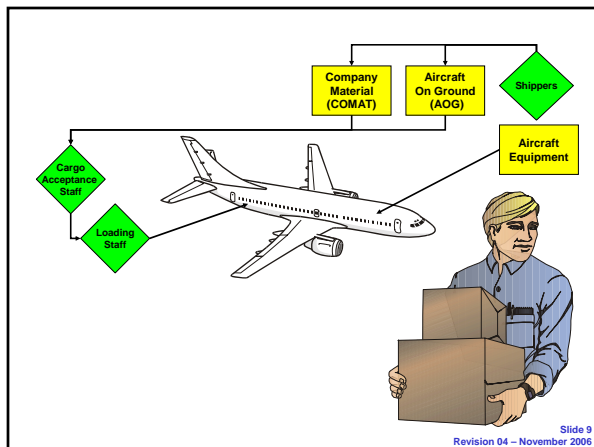 Company
Material
(COMAT)
Aircraft
On Ground
(AOG)
Shippers
Aircraft
Equipment
Cargo
Acceptance
Staff
Loading
Staff
Slide 9
Revision 04 – November 2006